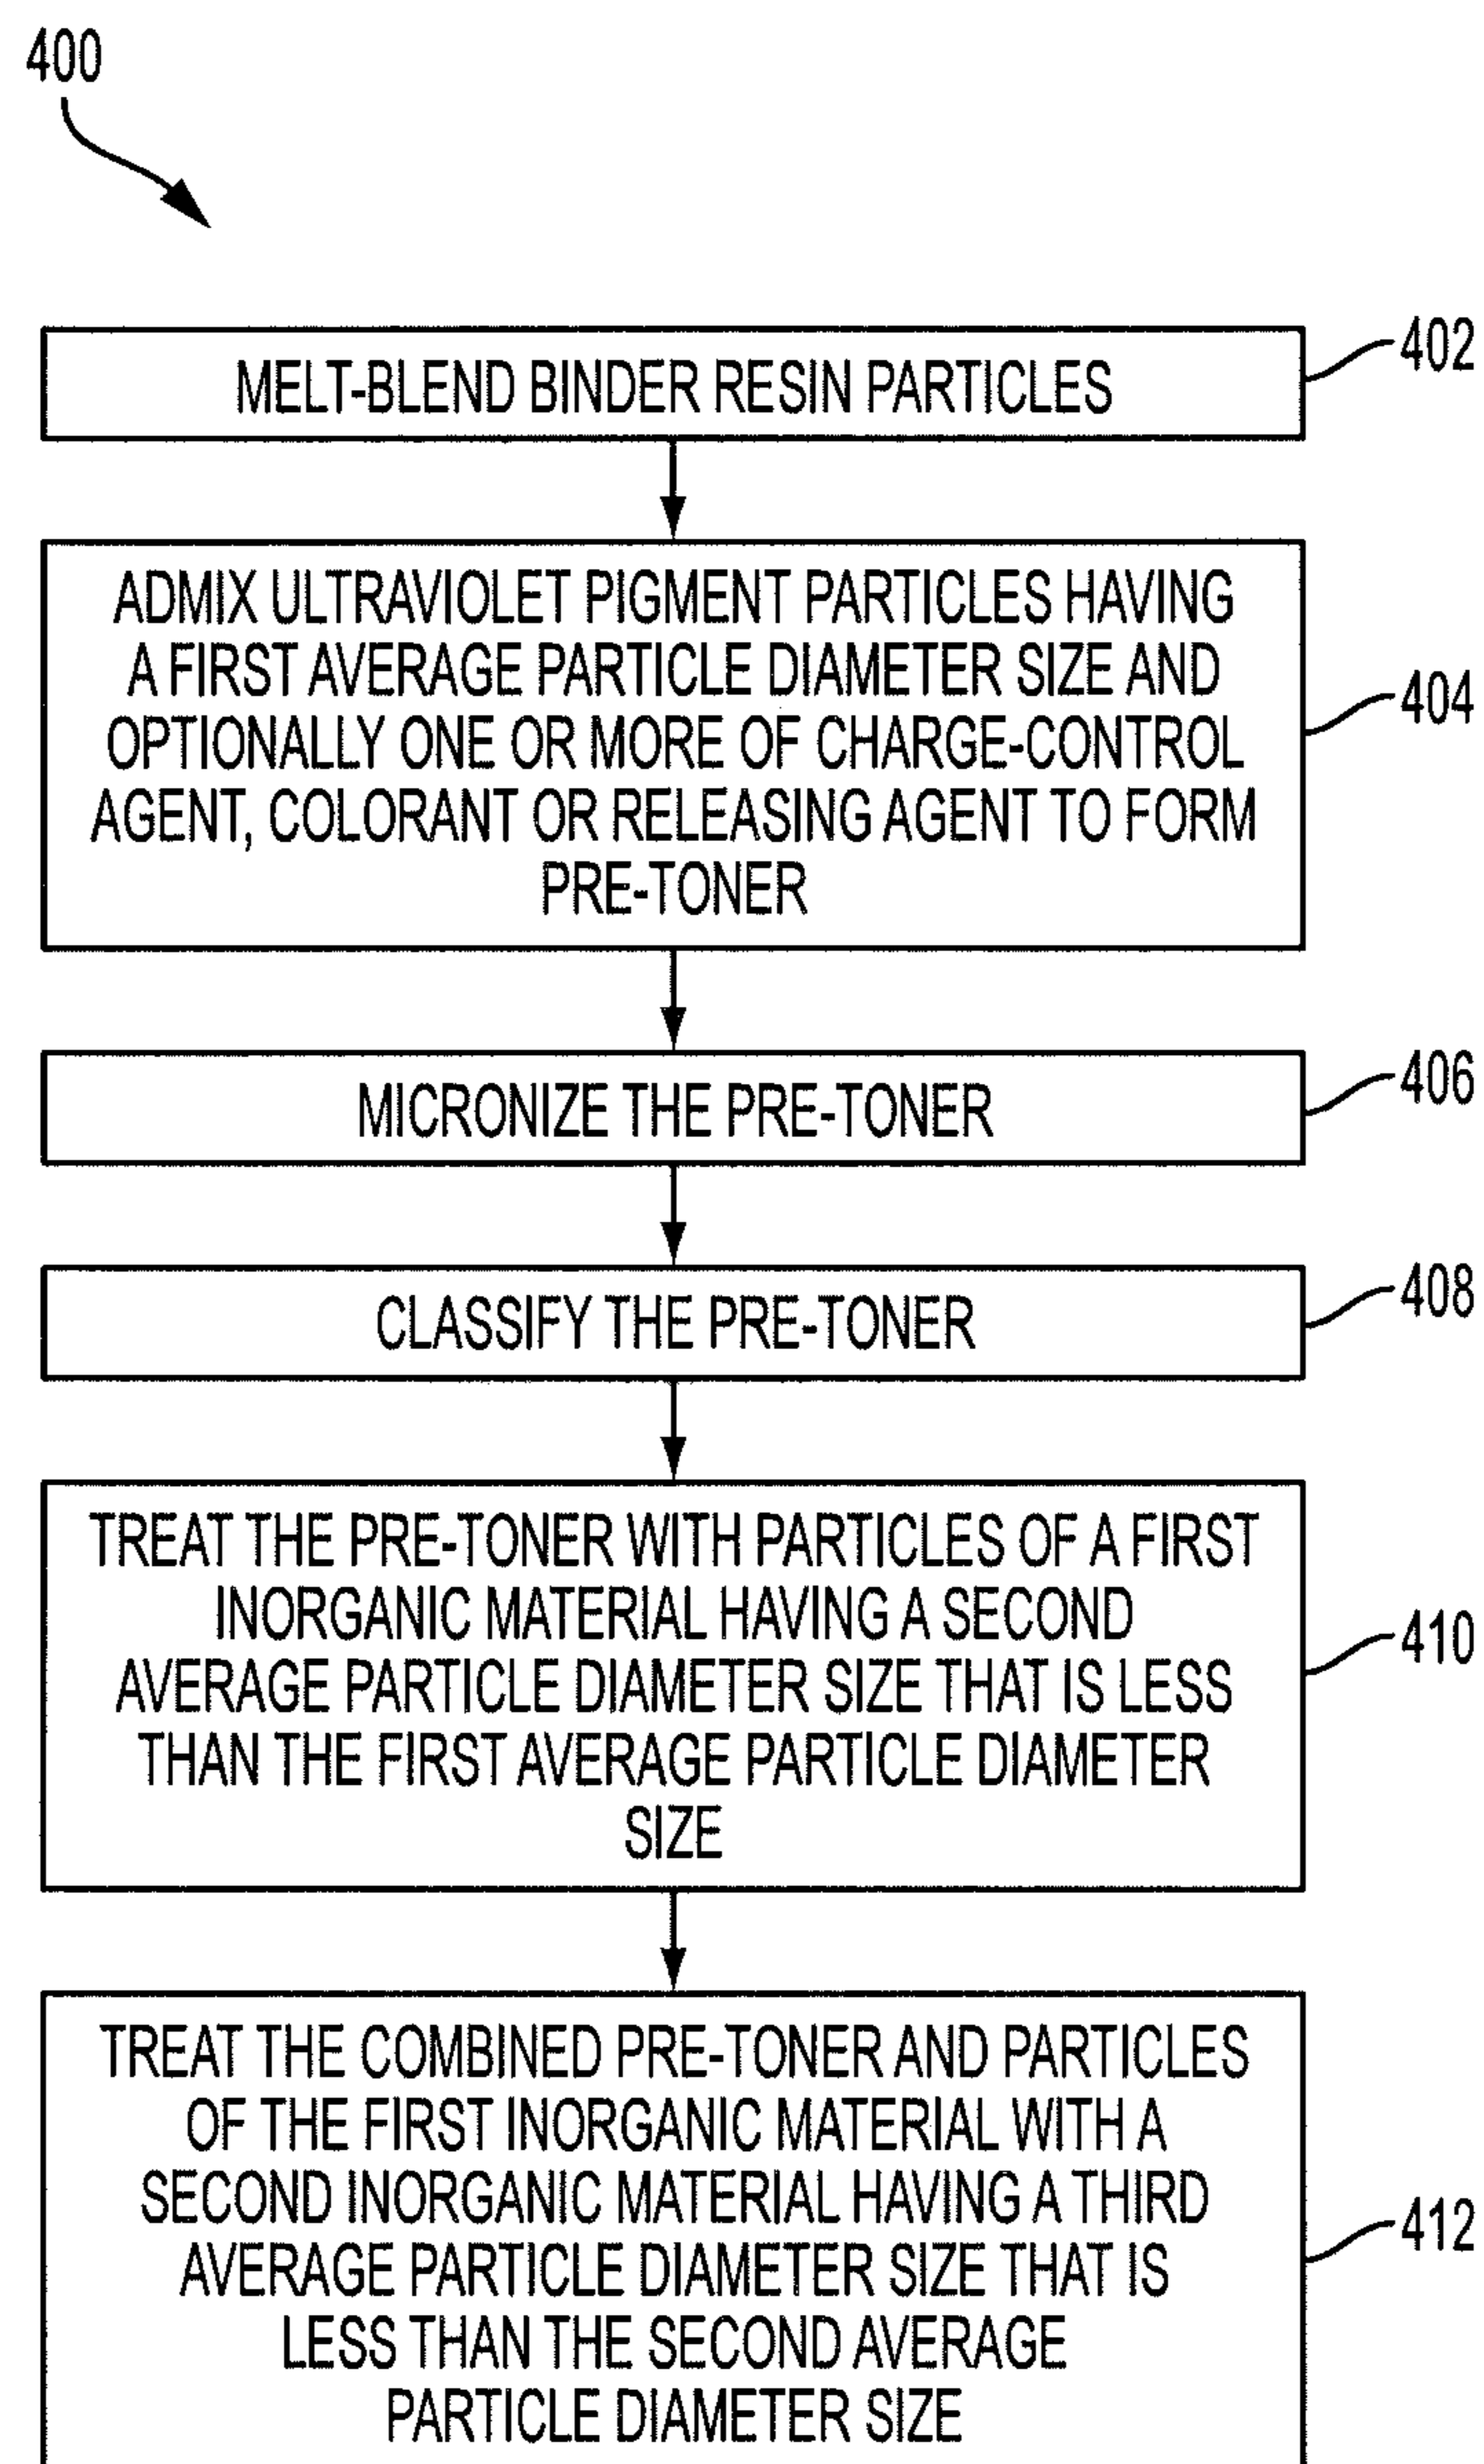 400
MELT-BLEND BINDER RESIN PARTICLES
402
ADMIX ULTRAVIOLET PIGMENT PARTICLES HAVING
A FIRST AVERAGE PARTICLE DIAMETER SIZE AND
OPTIONALLY ONE OR MORE OF CHARGE-CONTROL
AGENT, COLORANT OR RELEASING AGENT TO FORM
PRE-TONER
404
MICRONIZE THE PRE-TONER
406
CLASSIFY THE PRE-TONER
408
TREAT THE PRE-TONER WITH PARTICLES OF A FIRST
INORGANIC MATERIAL HAVING A SECOND
AVERAGE PARTICLE DIAMETER SIZE THAT IS LESS
THAN THE FIRST AVERAGE PARTICLE DIAMETER
SIZE
410
TREAT THE COMBINED PRE-TONER AND PARTICLES
OF THE FIRST INORGANIC MATERIAL WITH A
SECOND INORGANIC MATERIAL HAVING A THIRD
AVERAGE PARTICLE DIAMETER SIZE THAT IS
LESS THAN THE SECOND AVERAGE
PARTICLE DIAMETER SIZE
412